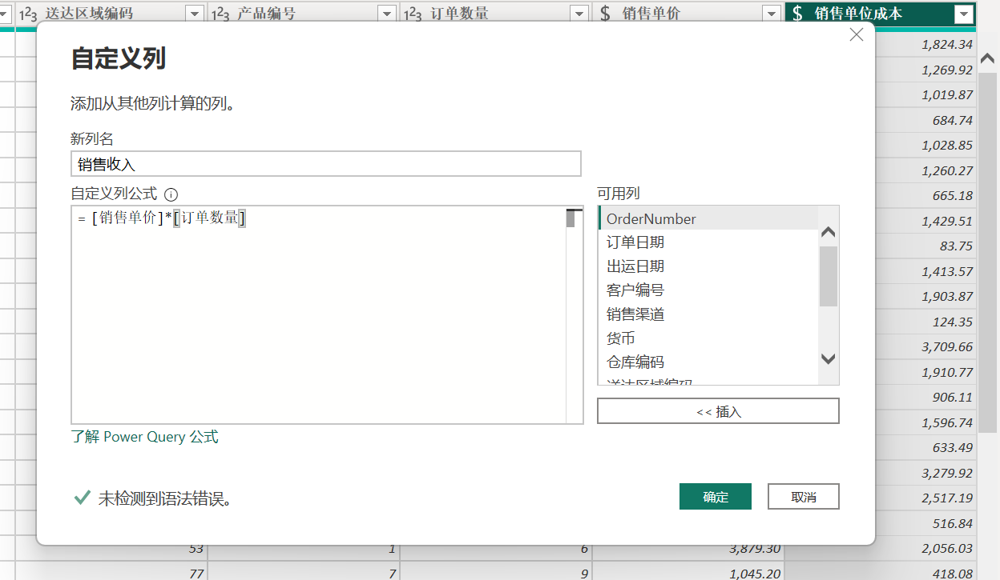 123 送达区域编码 123 产品编号 123 订单数量 $ 销售单价 $ 销售单位成本
自定义列
添加从其他列计算的列。
新列名
销售收入
自定义列公式
= [销售单价]*[订单数量]
可用列
OrderNumber
订单日期
出运日期
客户编号
销售渠道
货币
仓库编码
送达区域编码
<< 插入
了解 Power Query 公式
未检测到语法错误。
确定
取消
1,824.34
1,269.92
1,019.87
684.74
1,028.85
1,260.27
665.18
1,429.51
83.75
1,413.57
1,903.87
124.35
3,709.66
1,910.77
906.11
1,596.74
633.49
3,279.92
2,517.19
516.84
53 1 6 3,879.30 2,056.03
77 7 9 1,045.20 418.08